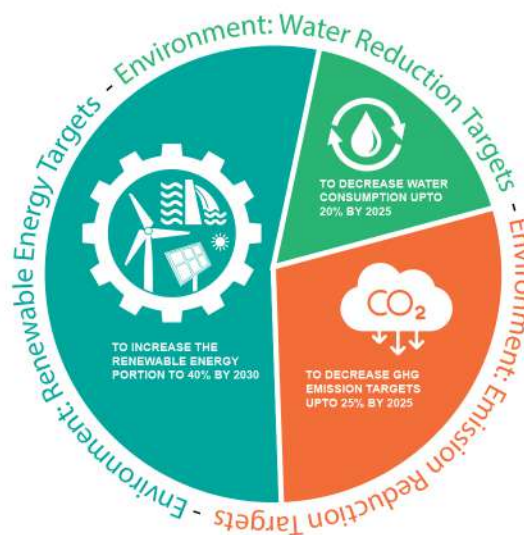 Environment: Renewable Energy Targets -
Environment: Water Reduction Targets -
Environment: Emission Reduction Targets -
TO DECREASE WATER
CONSUMPTION UPTO
20% BY 2025
CO2
TO INCREASE THE
RENEWABLE ENERGY
PORTION TO 40% BY 2030
TO DECREASE GHG
EMISSION TARGETS
UPTO 25% BY 2025